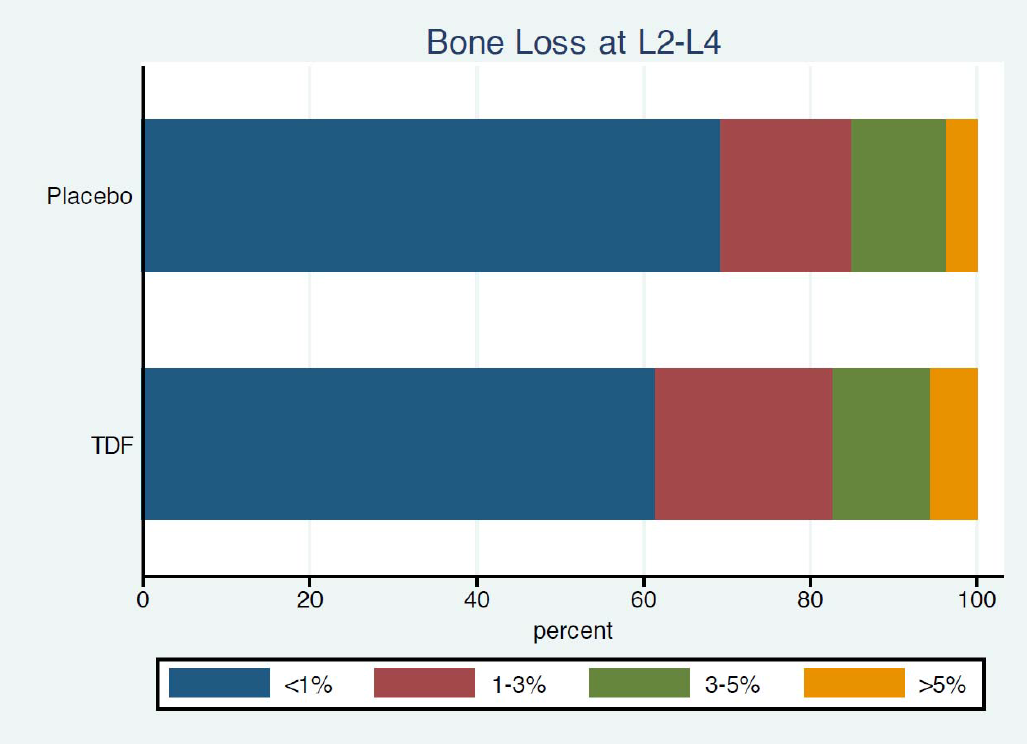 Bone Loss at L2-L4
Placebo
TDF
0 20 40 60 80 100
percent
<1% 1-3% 3-5% >5%